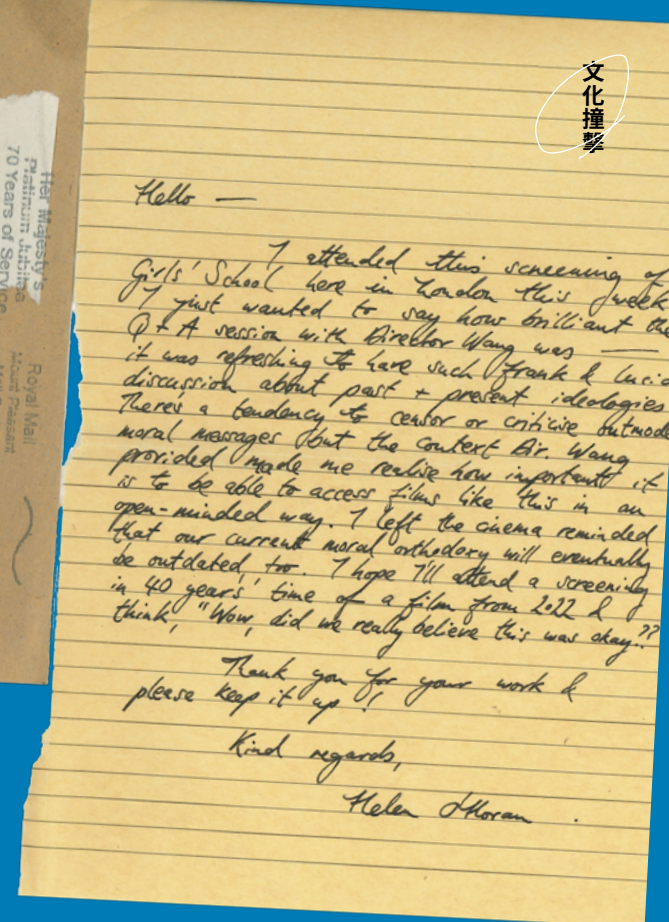 文化撞擊
Her Majesty's
Platinum Jubilee
70 Years of Service
Royal Mail
Mount Pleasant
Hello —
I attended this screening of
Girls' School here in London this week
I just wanted to say how brilliant the
Q + A session with Director Wang was —
it was refreshing to have such frank & lucid
discussion about past + present ideologies
There's a tendency to censor or criticise outmode
moral messages but the context Dir. Wang
provided made me realise how important it
is to be able to access films like this in an
open-minded way. I left the cinema reminded
that our current moral orthodoxy will eventually
be outdated, too. I hope I'll attend a screening
in 40 years' time of a film from 2022 &
think, "Wow, did we really believe this was okay??
Thank you for your work &
please keep it up !
Kind regards,
Helen